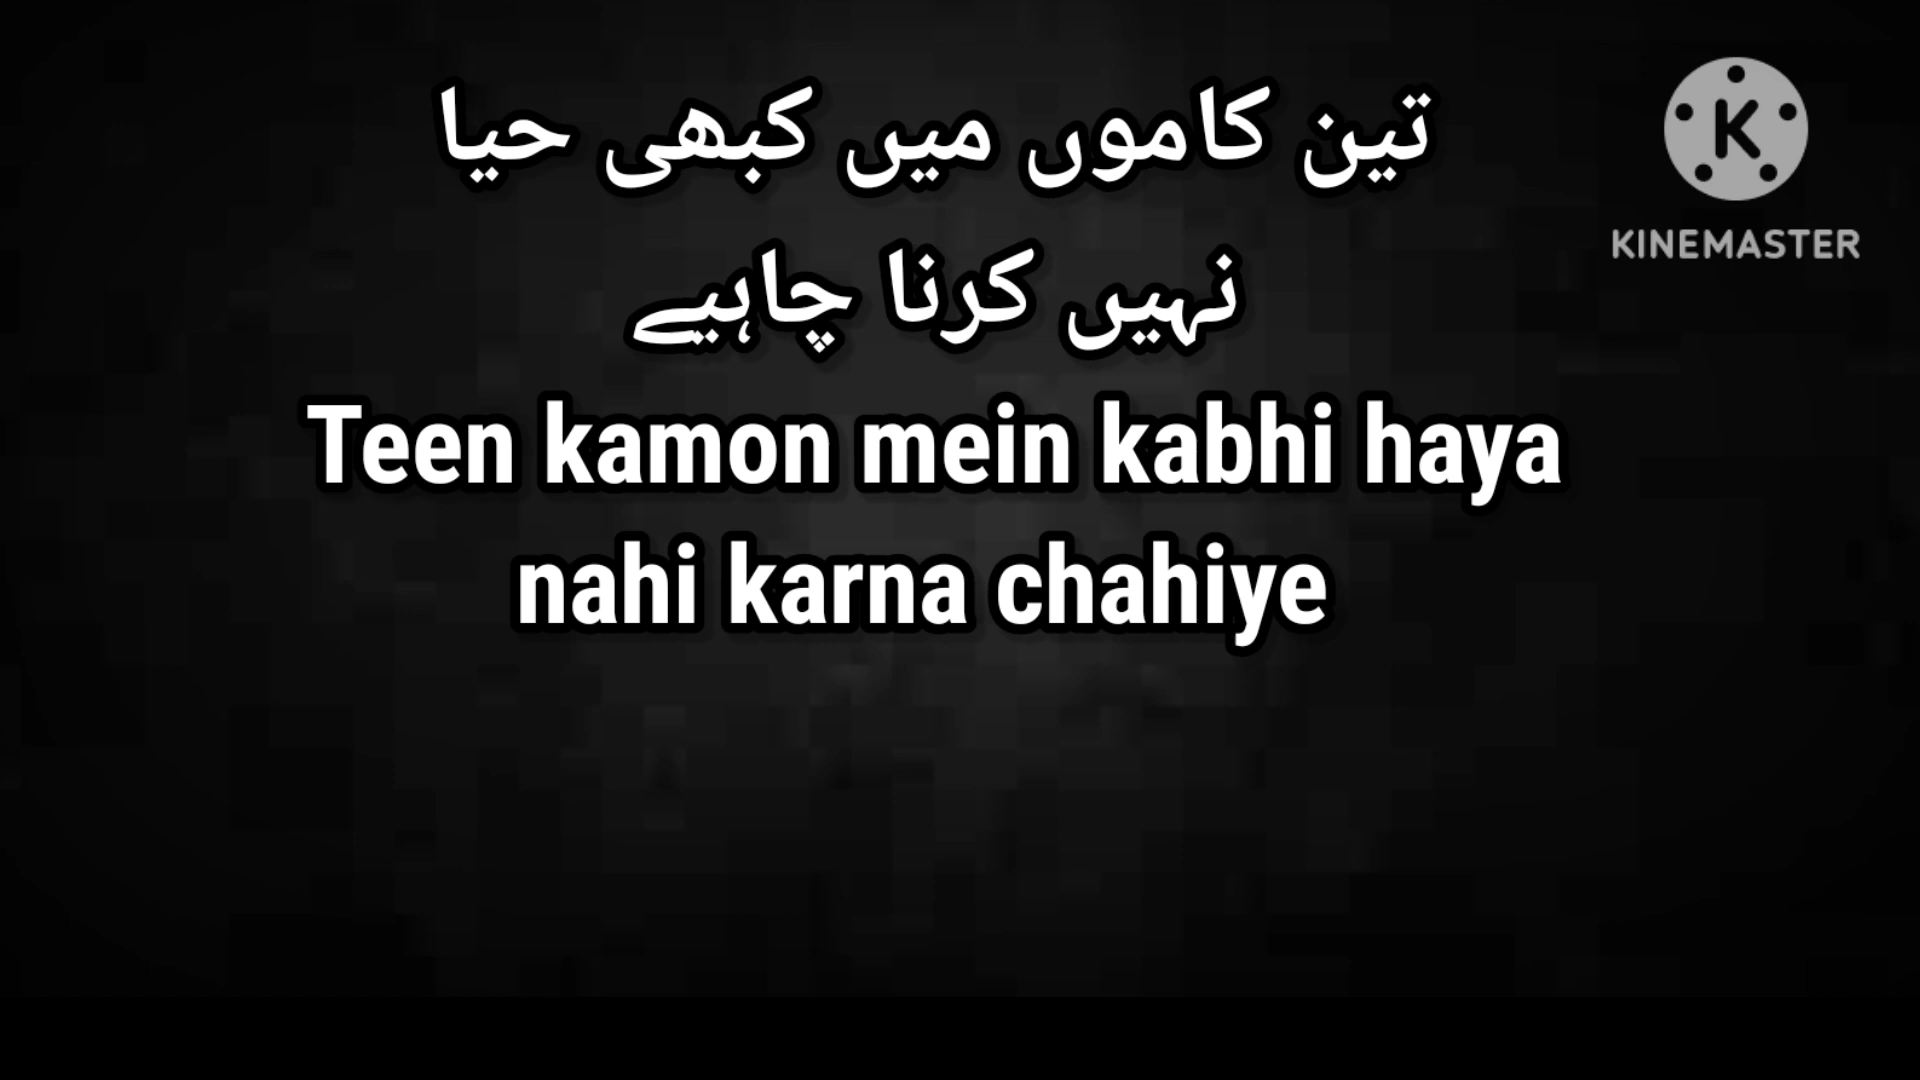 تین کاموں میں کبھی حیا
نہیں کرنا چاہیے
Teen kamon mein kabhi haya
nahi karna chahiye
K
KINEMASTER